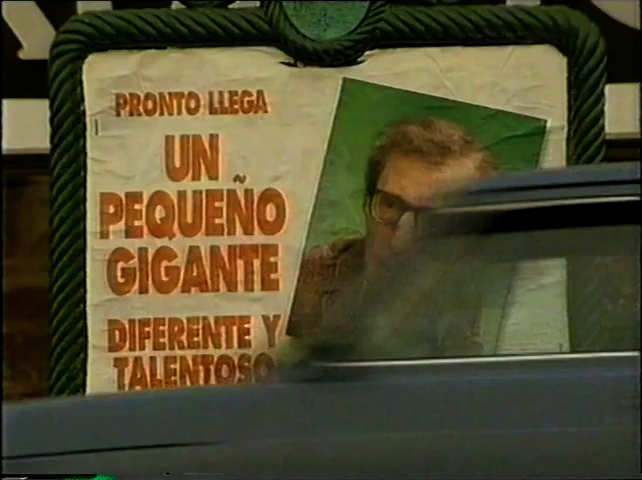 PRONTO LLEGA
UN
PEQUEÑO
GIGANTE
DIFERENTE Y
TALENTOSO